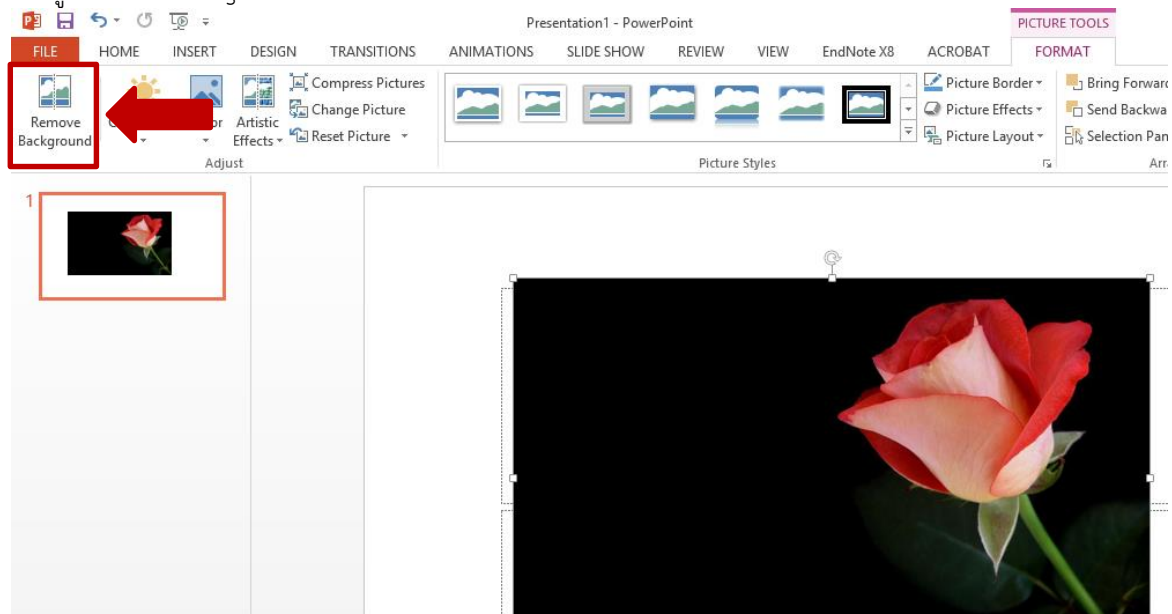 Presentation1 - PowerPoint
PICTURE TOOLS
FILE HOME INSERT DESIGN TRANSITIONS ANIMATIONS SLIDE SHOW REVIEW VIEW EndNote X8 ACROBAT FORMAT
Remove Background
Artistic Effects
Compress Pictures
Change Picture
Reset Picture
Adjust
Picture Styles
Picture Border
Picture Effects
Picture Layout
Bring Forward
Send Backwa
Selection Pan
Arr
1